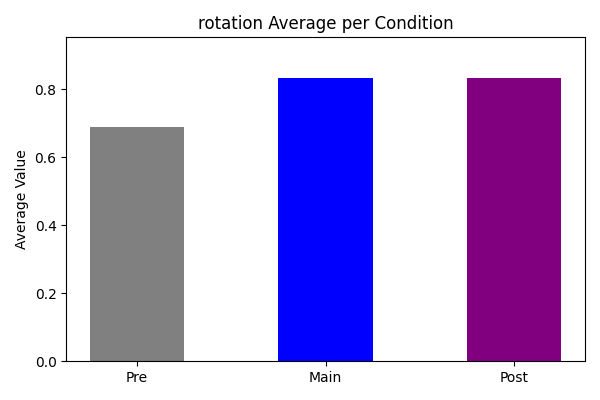 rotation Average per Condition
Average Value
0.8
0.6
0.4
0.2
0.0
Pre
Main
Post